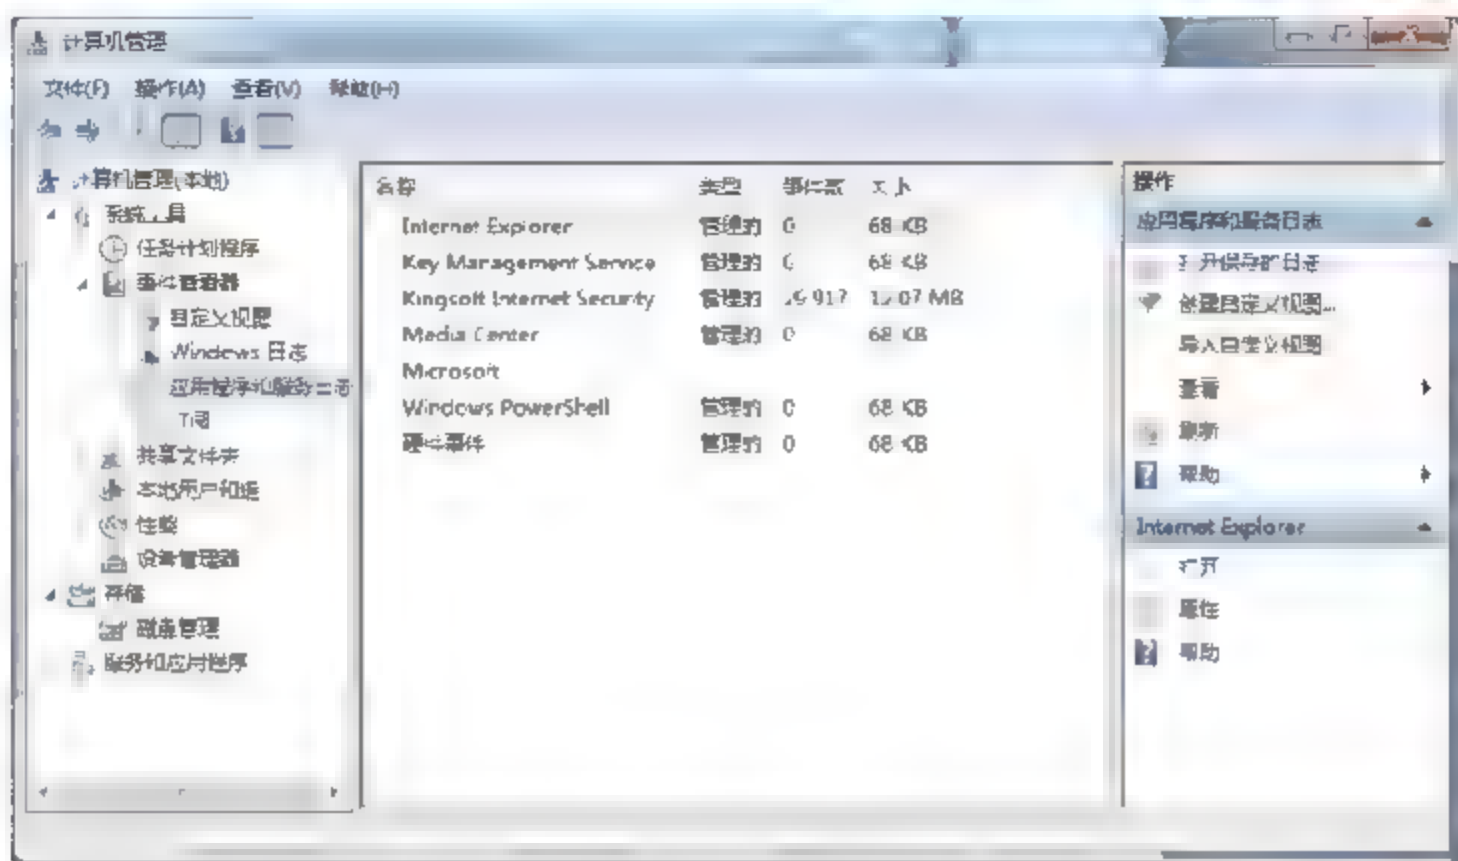 计算机管理
文件(F) 操作(A) 查看(V) 帮助(H)
计算机管理(本地)
系统工具
任务计划程序
事件查看器
自定义视图
Windows 日志
应用程序和服务日志
订阅
共享文件夹
本地用户和组
性能
设备管理器
存储
磁盘管理
服务和应用程序
名称 类型 事件数 大小
Internet Explorer 管理的 0 68 KB
Key Management Service 管理的 0 68 KB
Kingsoft Internet Security 管理的 12.07 MB
Media Center 管理的 0 68 KB
Microsoft
Windows PowerShell 管理的 0 68 KB
硬件事件 管理的 0 68 KB
操作
应用程序和服务日志
打开保存的日志
创建自定义视图...
导入自定义视图
查看
刷新
帮助
Internet Explorer
打开
属性
帮助